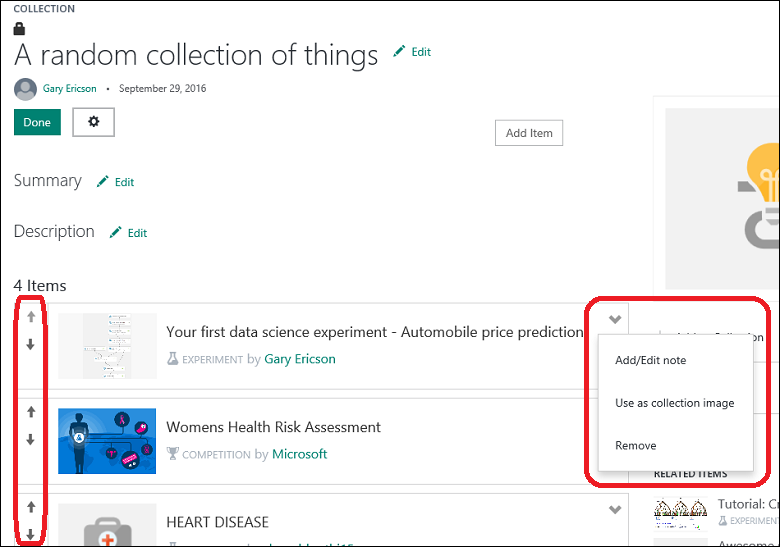 COLLECTION
A random collection of things Edit
Gary Ericson • September 29, 2016
Done
Add Item
Summary Edit
Description Edit
4 Items
Your first data science experiment - Automobile price prediction
EXPERIMENT by Gary Ericson
Add/Edit note
Use as collection image
Remove
Womens Health Risk Assessment
COMPETITION by Microsoft
HEART DISEASE
RELATED ITEMS
Tutorial: Cr
EXPERIM
Awesome